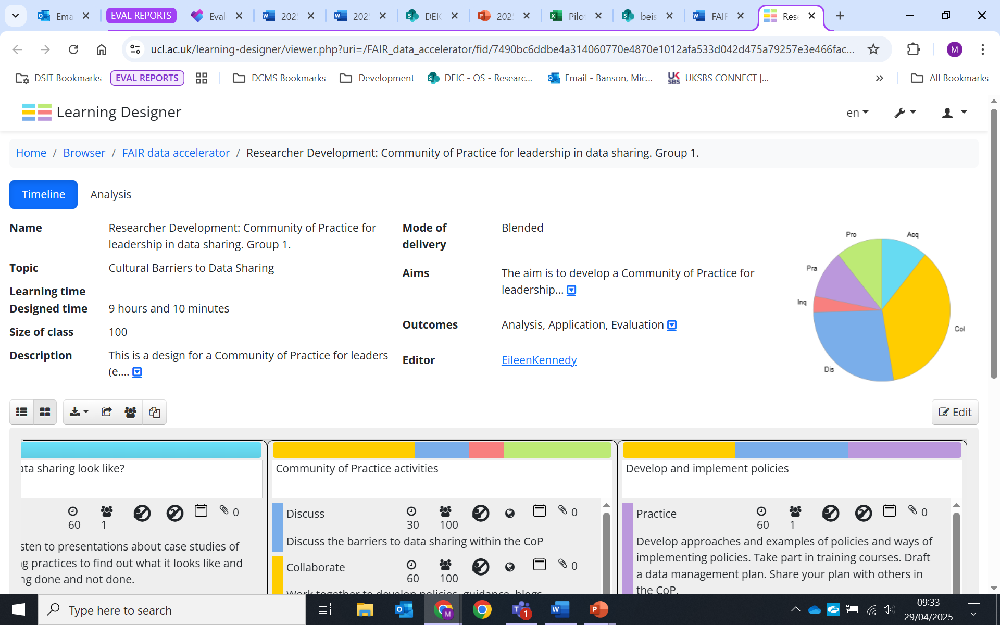 Ema
EVAL REPORTS
Eval
202
202
DEIC
202
Pilot
beis
FAIR
Rese
ucl.ac.uk/learning-designer/viewer.php?uri=/FAIR_data_accelerator/fid/7490bc6ddbe4a314060770e4870e1012afa533d042d475a79257e3e466fac...
M
DSIT Bookmarks
EVAL REPORTS
DCMS Bookmarks
Development
DEIC - OS - Researc...
Email - Banson, Mic...
UK SBS
UKSBS CONNECT |...
»
All Bookmarks
Learning Designer
en
Home / Browser / FAIR data accelerator / Researcher Development: Community of Practice for leadership in data sharing. Group 1.
Timeline
Analysis
Name
Researcher Development: Community of Practice for
leadership in data sharing. Group 1.
Topic
Cultural Barriers to Data Sharing
Learning time
Designed time
9 hours and 10 minutes
Size of class
100
Description
This is a design for a Community of Practice for leaders
(e....
Mode of
delivery
Blended
Aims
The aim is to develop a Community of Practice for
leadership...
Outcomes
Analysis, Application, Evaluation
Editor
EileenKennedy
Pro
Acq
Pra
Inq
Col
Dis
Edit
ata sharing look like?
60
1
0
sten to presentations about case studies of
ng practices to find out what it looks like and
ng done and not done.
Community of Practice activities
Discuss
30
100
0
Discuss the barriers to data sharing within the CoP
Collaborate
60
100
0
Work together to develop policies, guidance, blogs
Develop and implement policies
Practice
60
1
0
Develop approaches and examples of policies and ways of
implementing policies. Take part in training courses. Draft
a data management plan. Share your plan with others in
the CoP.
Type here to search
M
1
09:33
29/04/2025